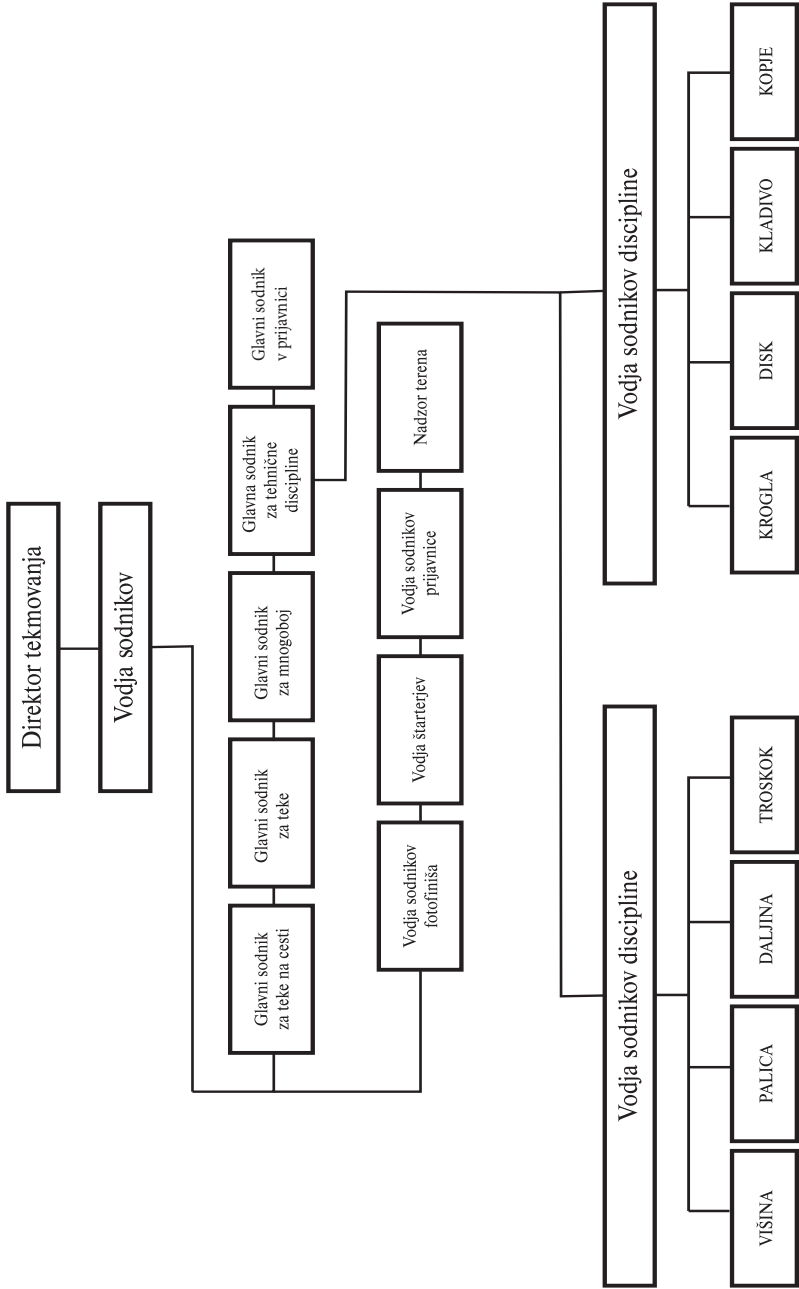 Direktor tekmovanja
Vodja sodnikov
Glavni sodnik
za teke na cesti
Glavni sodnik
za teke
Glavni sodnik
za mnogoboj
Glavna sodnik
za tehnične
discipline
Glavni sodnik
v prijavnici
Vodja sodnikov
fotofiniša
Vodja štarterjev
Vodja sodnikov
prijavnice
Nadzor terena
Vodja sodnikov discipline
Vodja sodnikov discipline
VIŠINA
PALICA
DALJINA
TROSKOK
KROGLA
DISK
KLADIVO
KOPJE